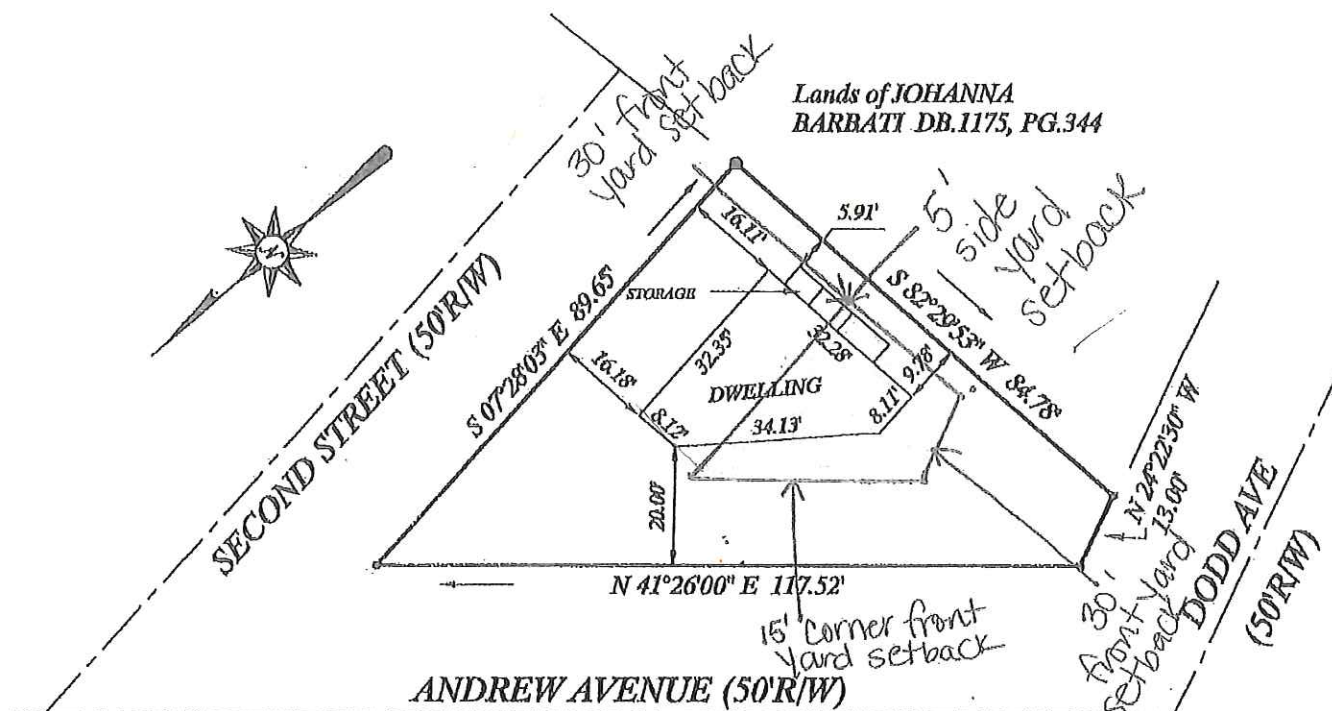 30' front
yard setback
Lands of JOHANNA
BARBATI DB.1175, PG.344
5'
side
yard
setback
16.11'
5.91'
STORAGE
S 82°29'53" W 84.78'
S 07°28'03" E 89.65'
SECOND STREET (50'R/W)
32.35'
32.28'
9.78'
16.18'
DWELLING
8.12'
34.13'
8.11'
20.00'
N 24°22'30" W
13.00'
DODD AVE
(50'R/W)
N 41°26'00" E 117.52'
15' Corner front
yard setback
30'
front yard
setback
ANDREW AVENUE (50'R/W)